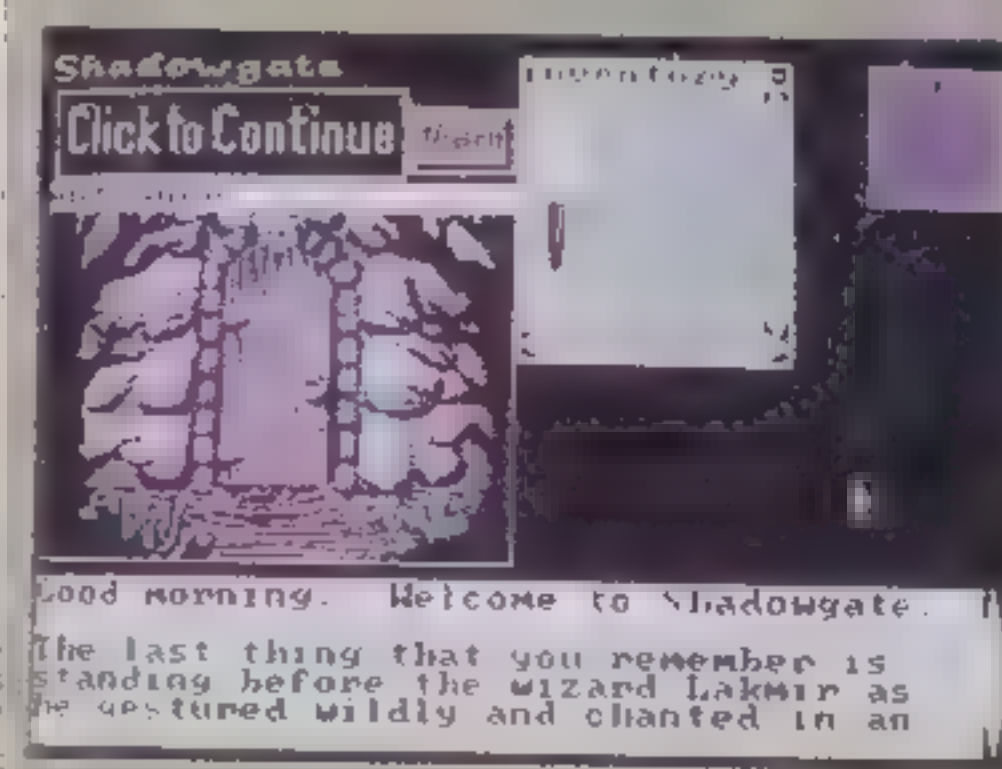 Shadowgate
Click to Continue
Inventory
Good morning. Welcome to Shadowgate.
The last thing that you remember is
standing before the wizard Lakmir as
he gestured wildly and chanted in an